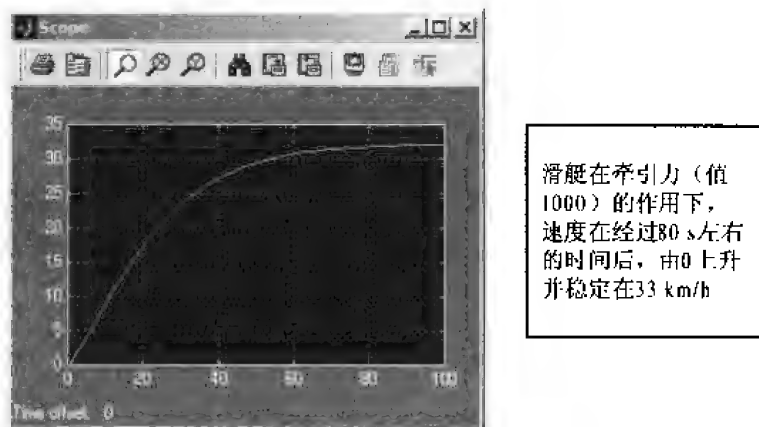 Scope
35
30
25
20
15
10
5
0
0 20 40 60 80 100
Time offset: 0
滑艇在牵引力（值
1000）的作用下，
速度在经过80 s左右
的时间后，由0上升
并稳定在33 km/h